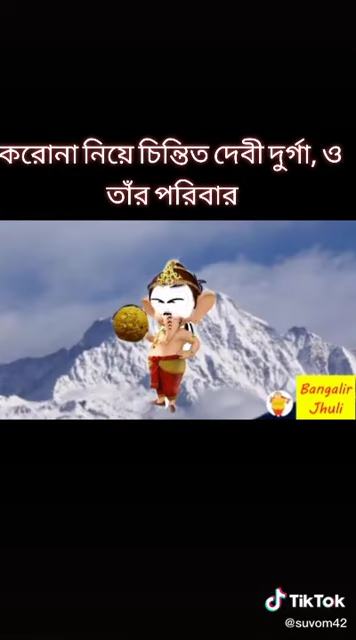 করোনা নিয়ে চিন্তিত দেবী দুর্গা, ও
তাঁর পরিবার
Bangalir
Jhuli
TikTok
@suvom42